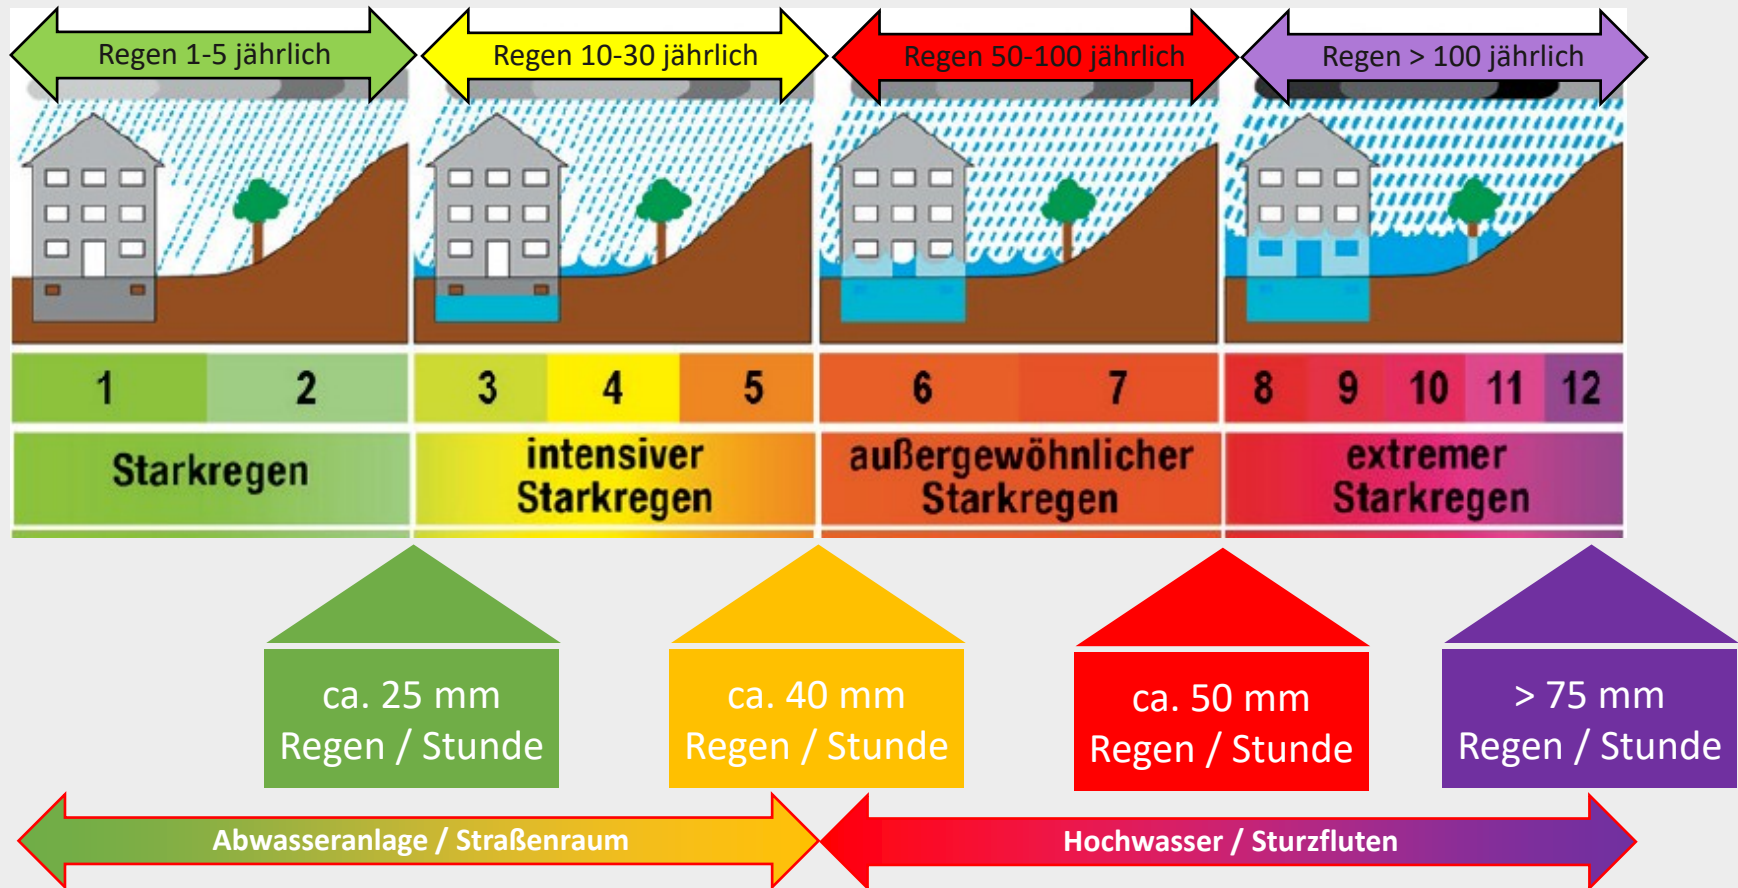 Regen 1-5 jährlich
Regen 10-30 jährlich
Regen 50-100 jährlich
Regen > 100 jährlich
1 2 3 4 5 6 7 8 9 10 11 12
Starkregen
intensiver
Starkregen
außergewöhnlicher
Starkregen
extremer
Starkregen
ca. 25 mm
Regen / Stunde
ca. 40 mm
Regen / Stunde
ca. 50 mm
Regen / Stunde
> 75 mm
Regen / Stunde
Abwasseranlage / Straßenraum
Hochwasser / Sturzfluten